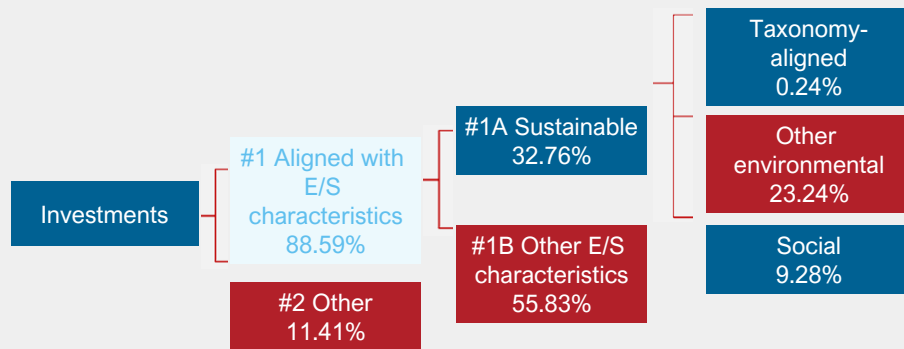 Investments
#1 Aligned with
E/S
characteristics
88.59%
#2 Other
11.41%
#1A Sustainable
32.76%
#1B Other E/S
characteristics
55.83%
Taxonomy-
aligned
0.24%
Other
environmental
23.24%
Social
9.28%